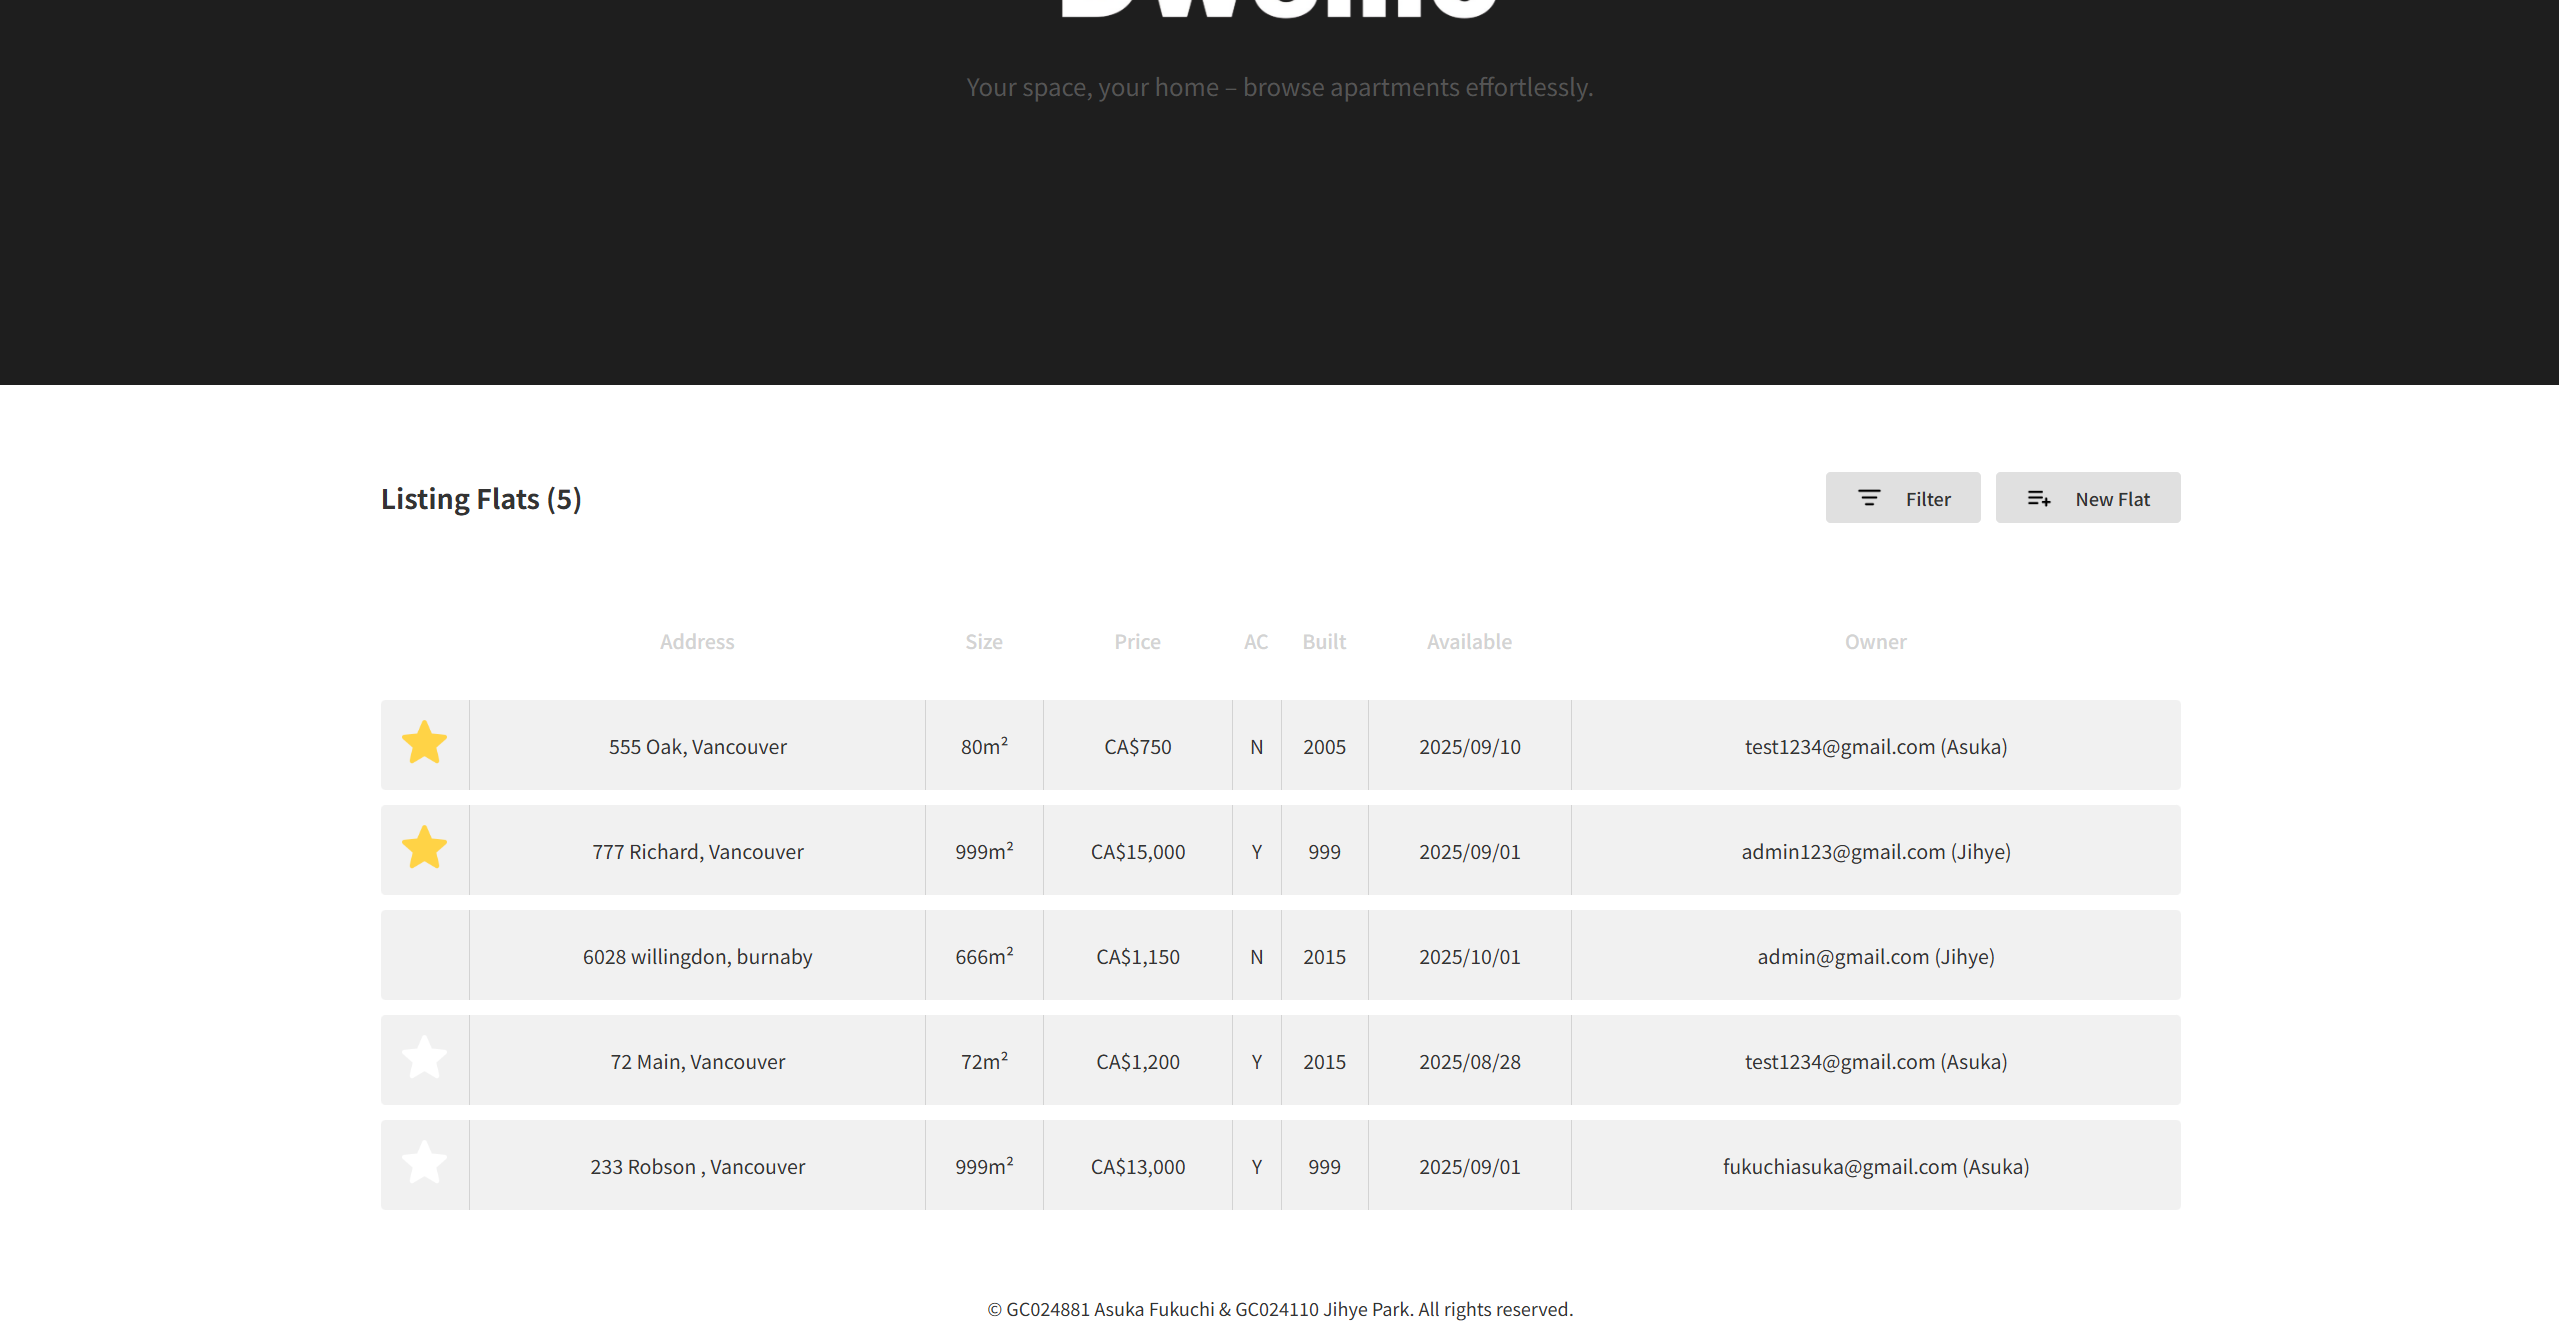 Your space, your home – browse apartments effortlessly.
Listing Flats (5)
Filter
New Flat
Address Size Price AC Built Available Owner
555 Oak, Vancouver 80m² CA$750 N 2005 2025/09/10 test1234@gmail.com (Asuka)
777 Richard, Vancouver 999m² CA$15,000 Y 999 2025/09/01 admin123@gmail.com (Jihye)
6028 willingdon, burnaby 666m² CA$1,150 N 2015 2025/10/01 admin@gmail.com (Jihye)
72 Main, Vancouver 72m² CA$1,200 Y 2015 2025/08/28 test1234@gmail.com (Asuka)
233 Robson , Vancouver 999m² CA$13,000 Y 999 2025/09/01 fukuchiasuka@gmail.com (Asuka)
© GC024881 Asuka Fukuchi & GC024110 Jihye Park. All rights reserved.